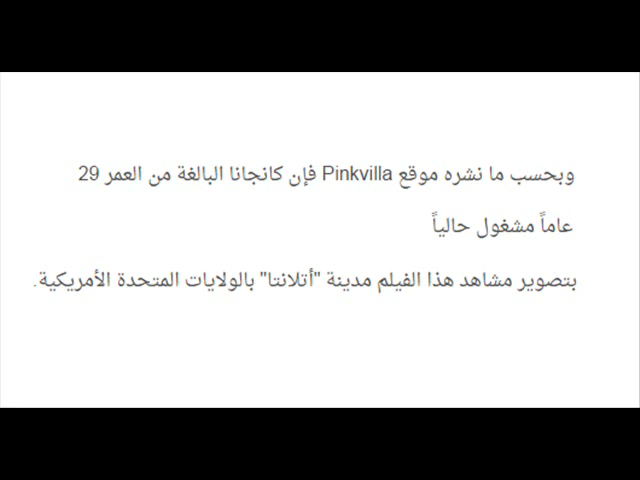 وبحسب ما نشره موقع Pinkvilla فإن كانجانا البالغة من العمر 29
عاماً مشغول حالياً
بتصوير مشاهد هذا الفيلم مدينة "أتلانتا" بالولايات المتحدة الأمريكية.